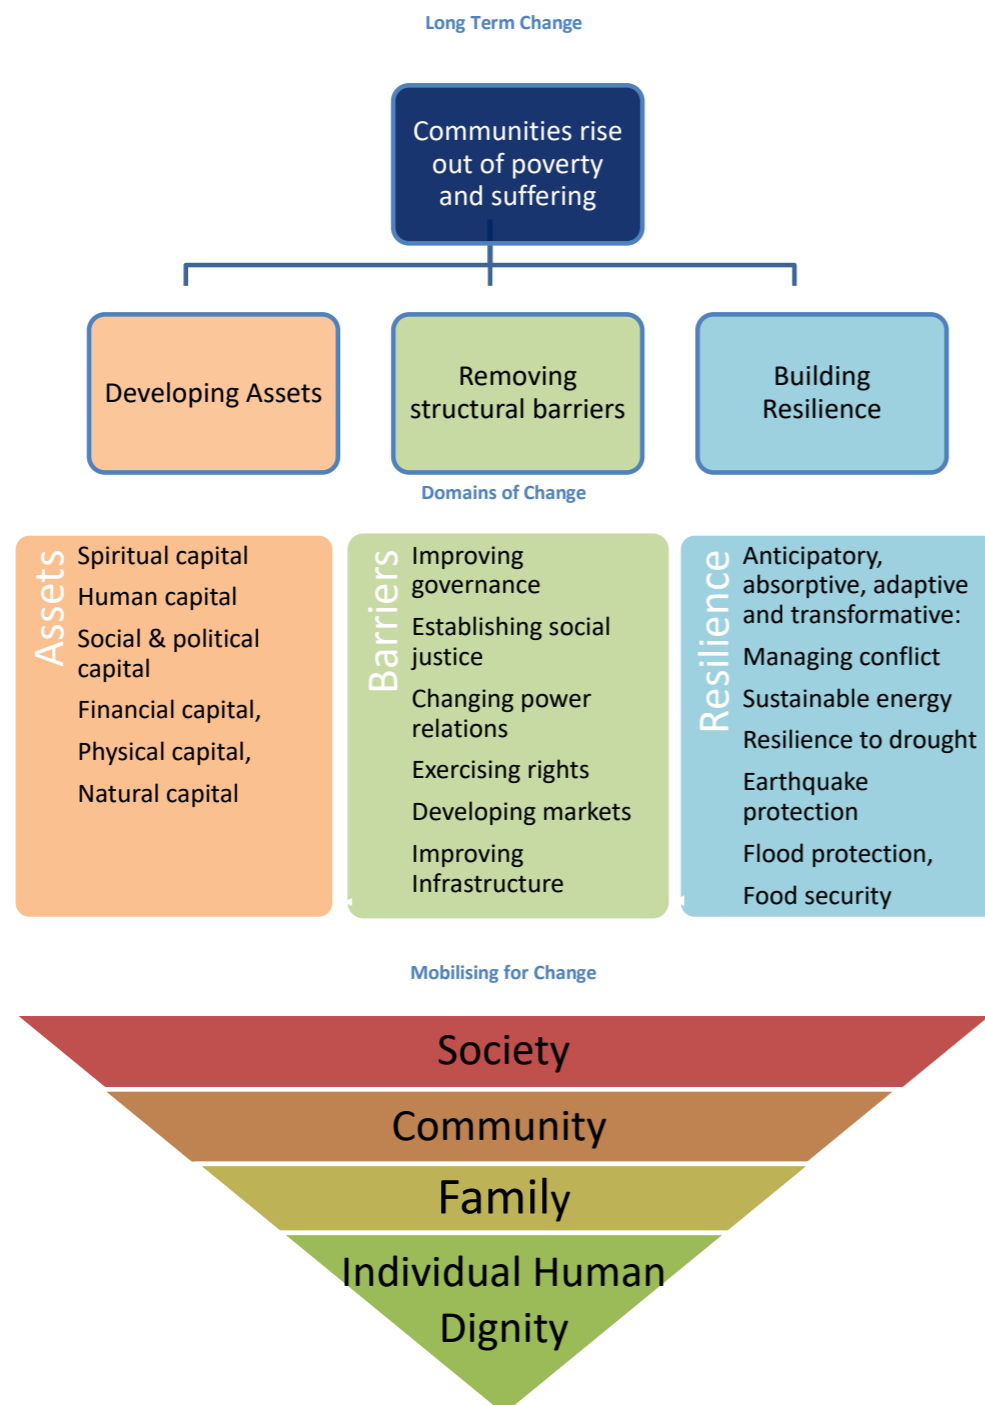 Long Term Change
Communities rise
out of poverty
and suffering
Developing Assets
Removing
structural barriers
Building
Resilience
Domains of Change
Assets
Spiritual capital
Human capital
Social & political
capital
Financial capital,
Physical capital,
Natural capital
Barriers
Improving
governance
Establishing social
justice
Changing power
relations
Exercising rights
Developing markets
Improving
Infrastructure
Resilience
Anticipatory,
absorptive, adaptive
and transformative:
Managing conflict
Sustainable energy
Resilience to drought
Earthquake
protection
Flood protection,
Food security
Mobilising for Change
Society
Community
Family
Individual Human
Dignity